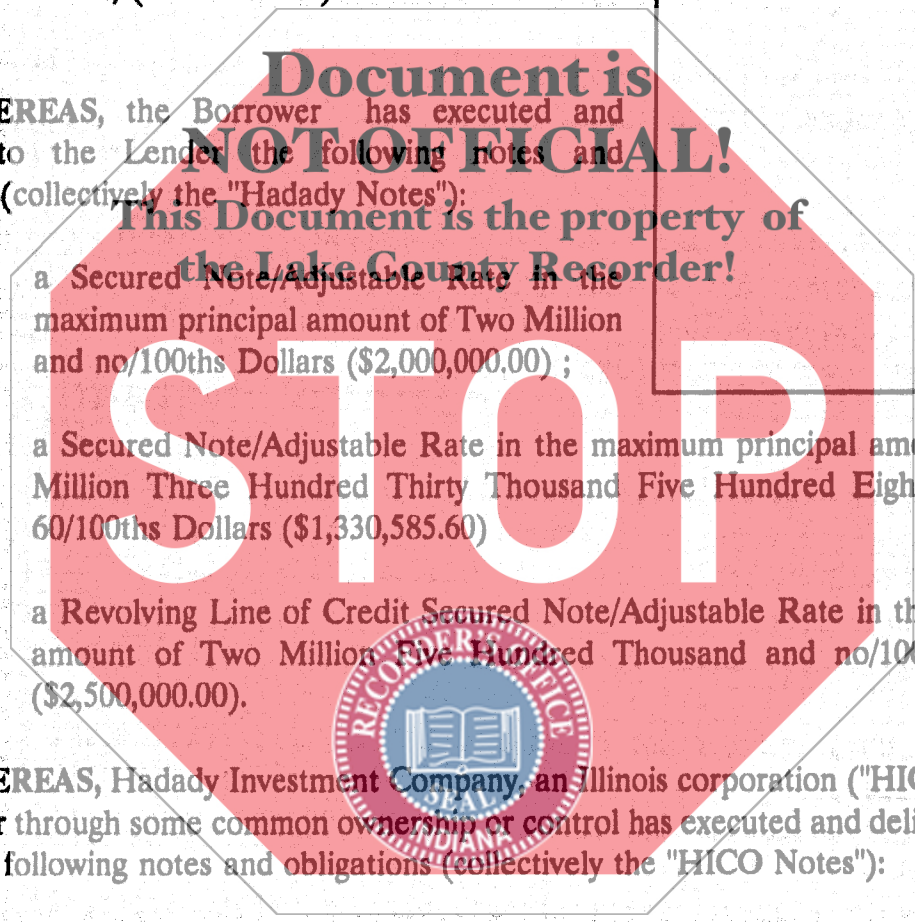 Document is
EREAS, the Borrower has executed and
NOT OFFICIAL!
to the Lender the following notes and
(collectively the "Hadady Notes"):
This Document is the property of
the Lake County Recorder!
a Secured Note/Adjustable Rate in the
maximum principal amount of Two Million
and no/100ths Dollars ($2,000,000.00) ;
STOP
a Secured Note/Adjustable Rate in the maximum principal amo
Million Three Hundred Thirty Thousand Five Hundred Eigh
60/100ths Dollars ($1,330,585.60)
a Revolving Line of Credit Secured Note/Adjustable Rate in th
amount of Two Million Five Hundred Thousand and no/100
($2,500,000.00).
RECORDER'S OFFICE
SEAL
INDIANA
EREAS, Hadady Investment Company, an Illinois corporation ("HIC
r through some common ownership or control has executed and deli
following notes and obligations (collectively the "HICO Notes"):